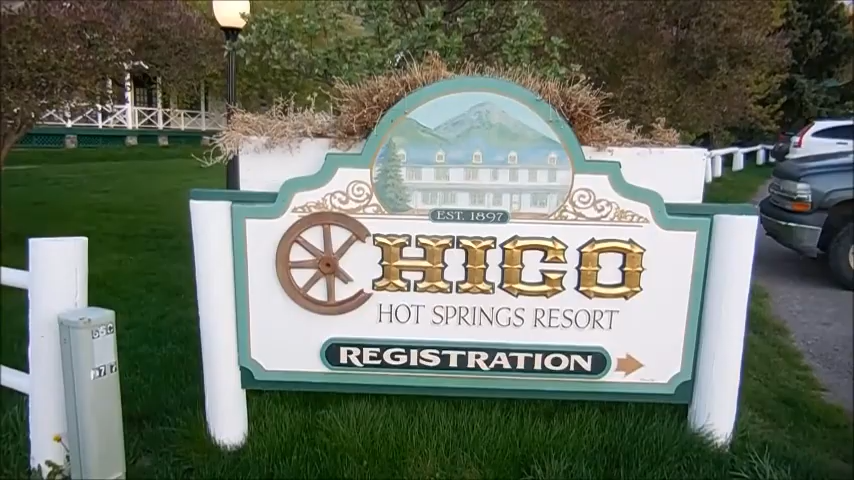 EST. 1897
CHICO
HOT SPRINGS RESORT
REGISTRATION